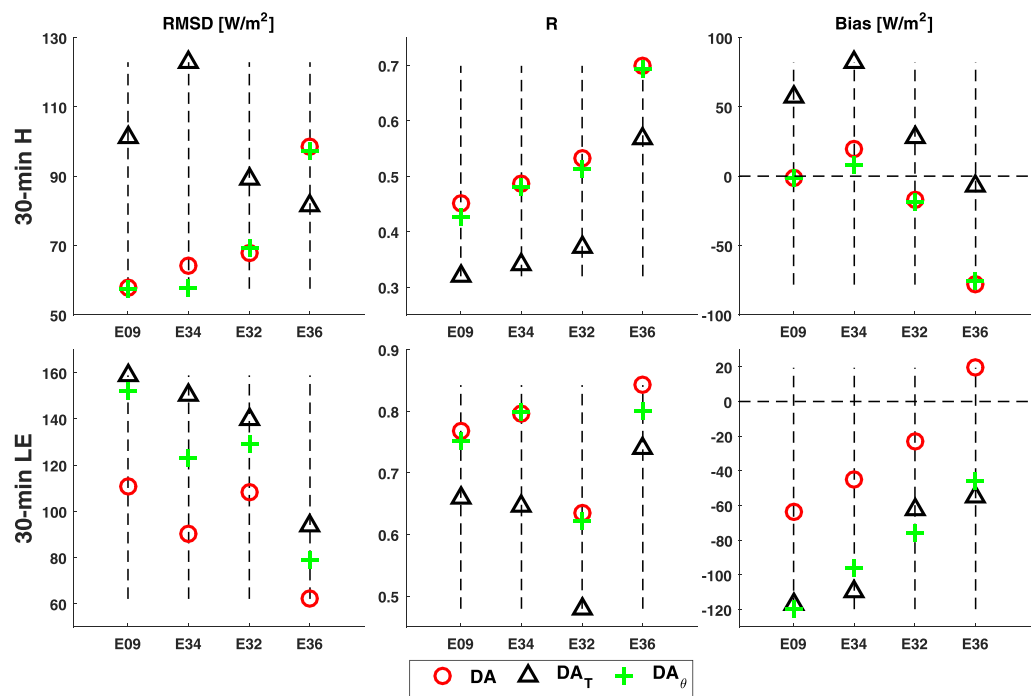 RMSD [W/m²]
R
Bias [W/m²]
30-min H
130
110
90
70
50
E09 E34 E32 E36
0.7
0.6
0.5
0.4
0.3
E09 E34 E32 E36
100
50
0
-50
-100
E09 E34 E32 E36
30-min LE
160
140
120
100
80
60
E09 E34 E32 E36
0.9
0.8
0.7
0.6
0.5
E09 E34 E32 E36
20
0
-20
-40
-60
-80
-100
-120
E09 E34 E32 E36
DA DA_T DA_θ